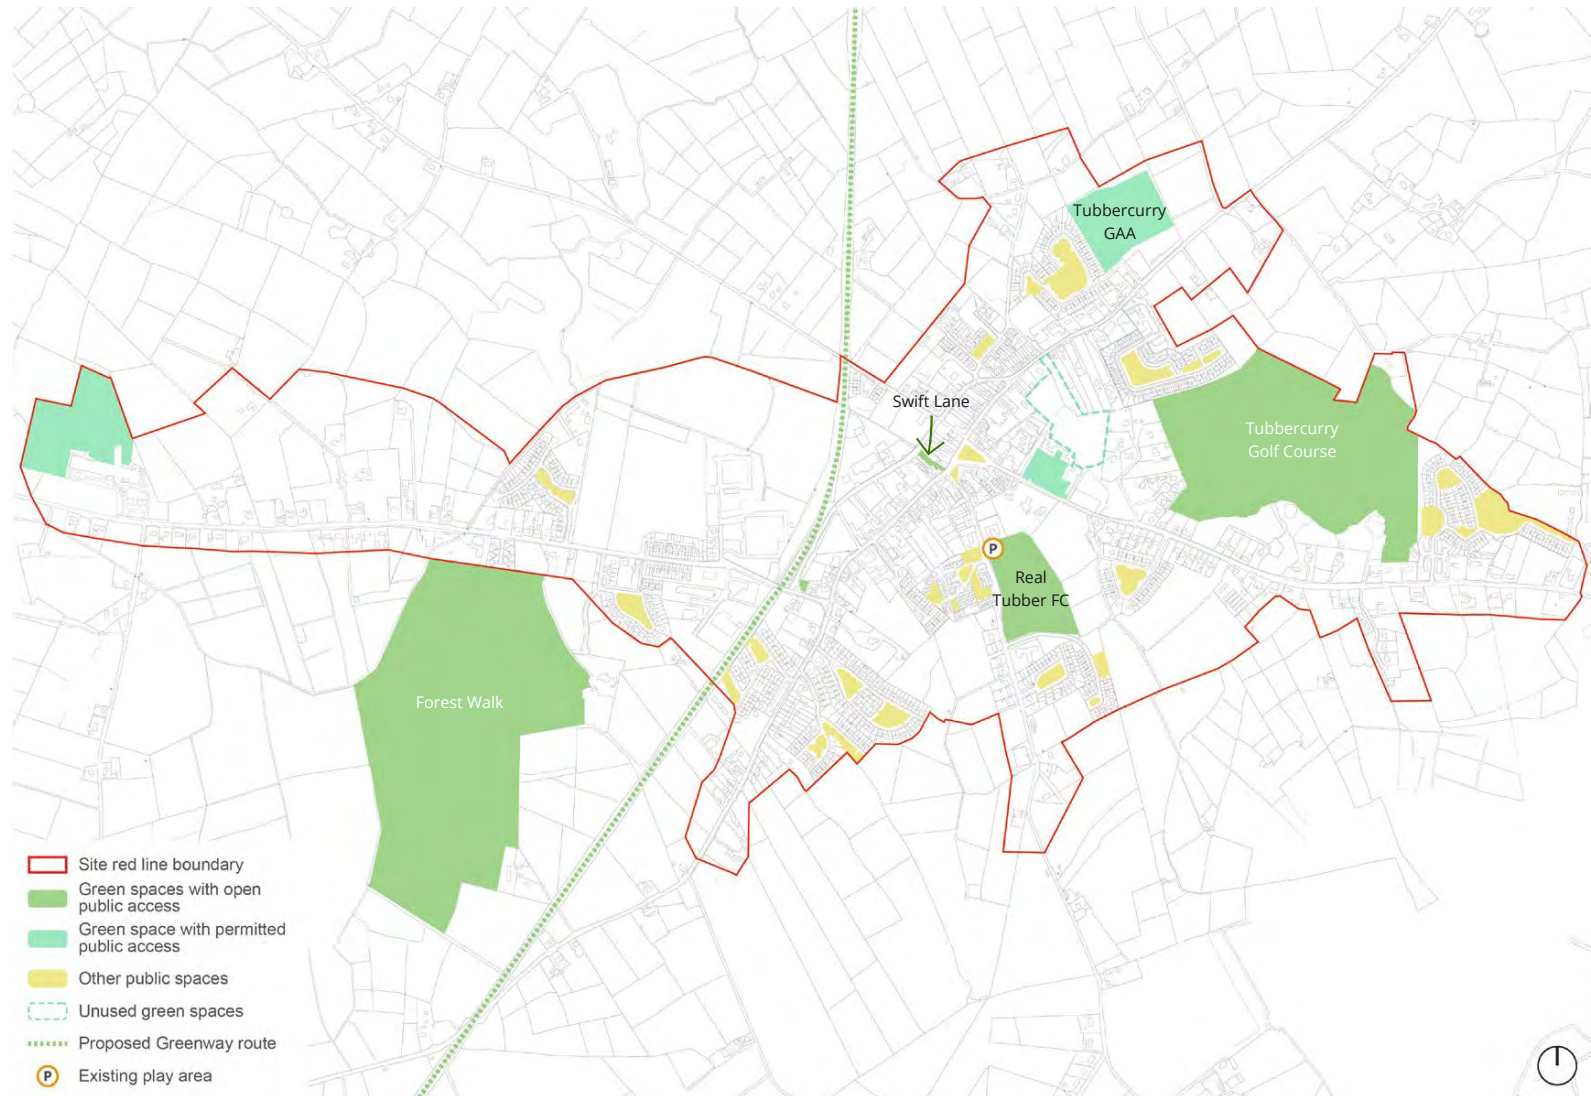 Tubbercurry
GAA
Swift Lane
Tubbercurry
Golf Course
P
Real
Tubber FC
Forest Walk
Site red line boundary
Green spaces with open
public access
Green space with permitted
public access
Other public spaces
Unused green spaces
Proposed Greenway route
P
Existing play area